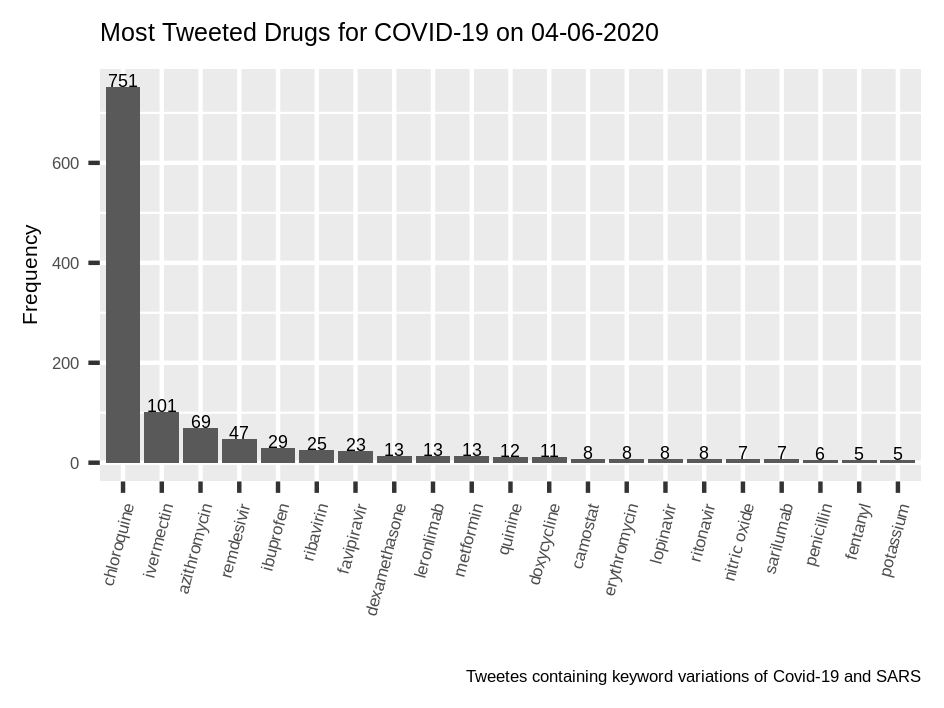 Most Tweeted Drugs for COVID-19 on 04-06-2020
Frequency
600
400
200
0
751
101
69
47
29
25
23
13
13
13
12
11
8
8
8
8
7
7
6
5
5
chloroquine
ivermectin
azithromycin
remdesivir
ibuprofen
ribavirin
favipiravir
dexamethasone
leronlimab
metformin
quinine
doxycycline
camostat
erythromycin
lopinavir
ritonavir
nitric oxide
sarilumab
penicillin
fentanyl
potassium
Tweetes containing keyword variations of Covid-19 and SARS